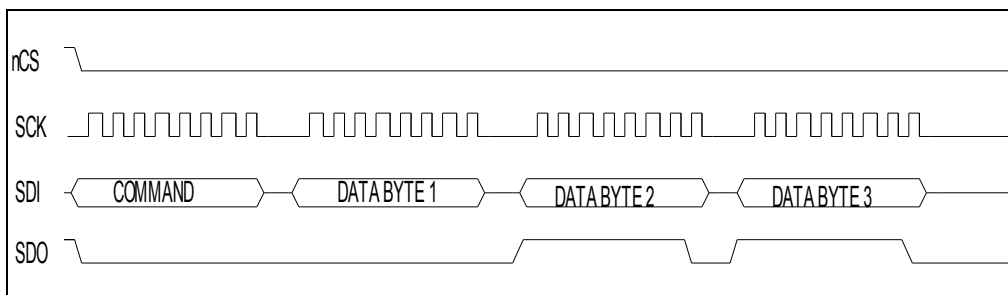 nCS
SCK
SDI COMMAND DATA BYTE 1 DATA BYTE 2 DATA BYTE 3
SDO